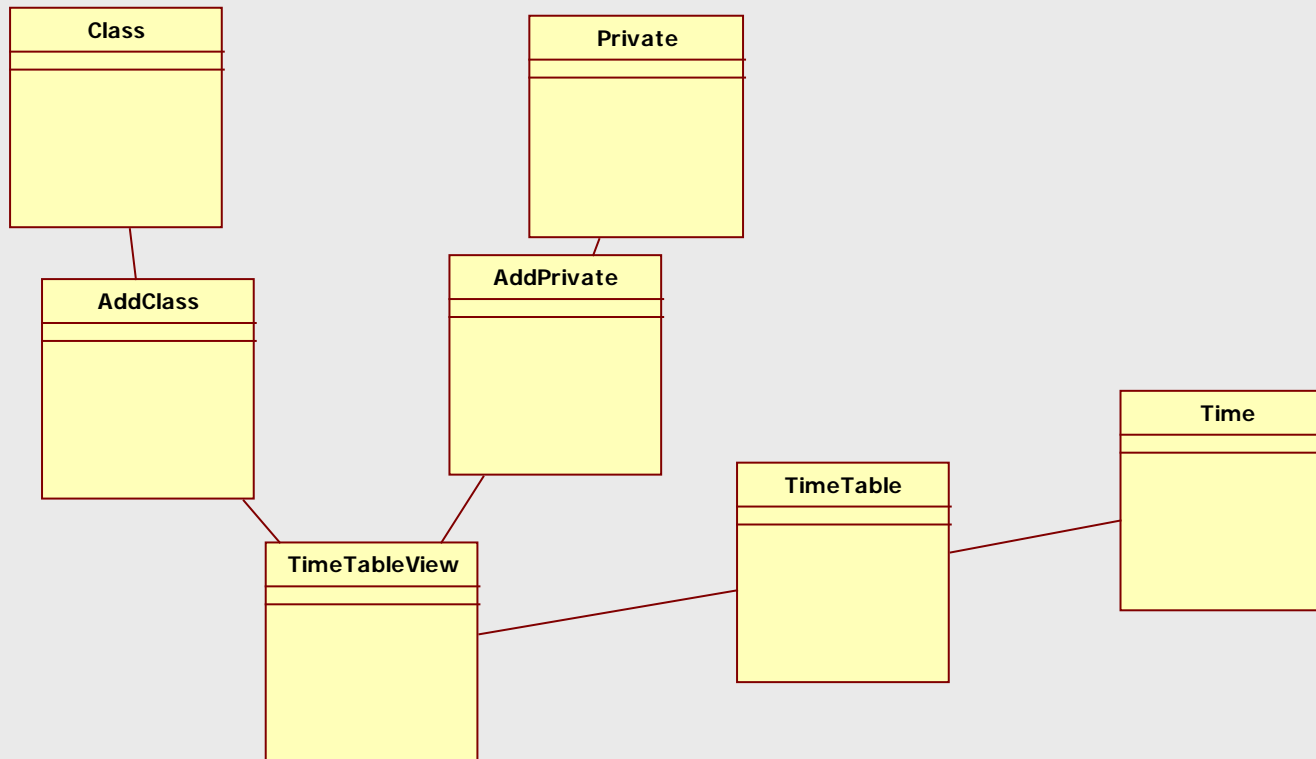 Class
Private
AddPrivate
AddClass
Time
TimeTable
TimeTableView